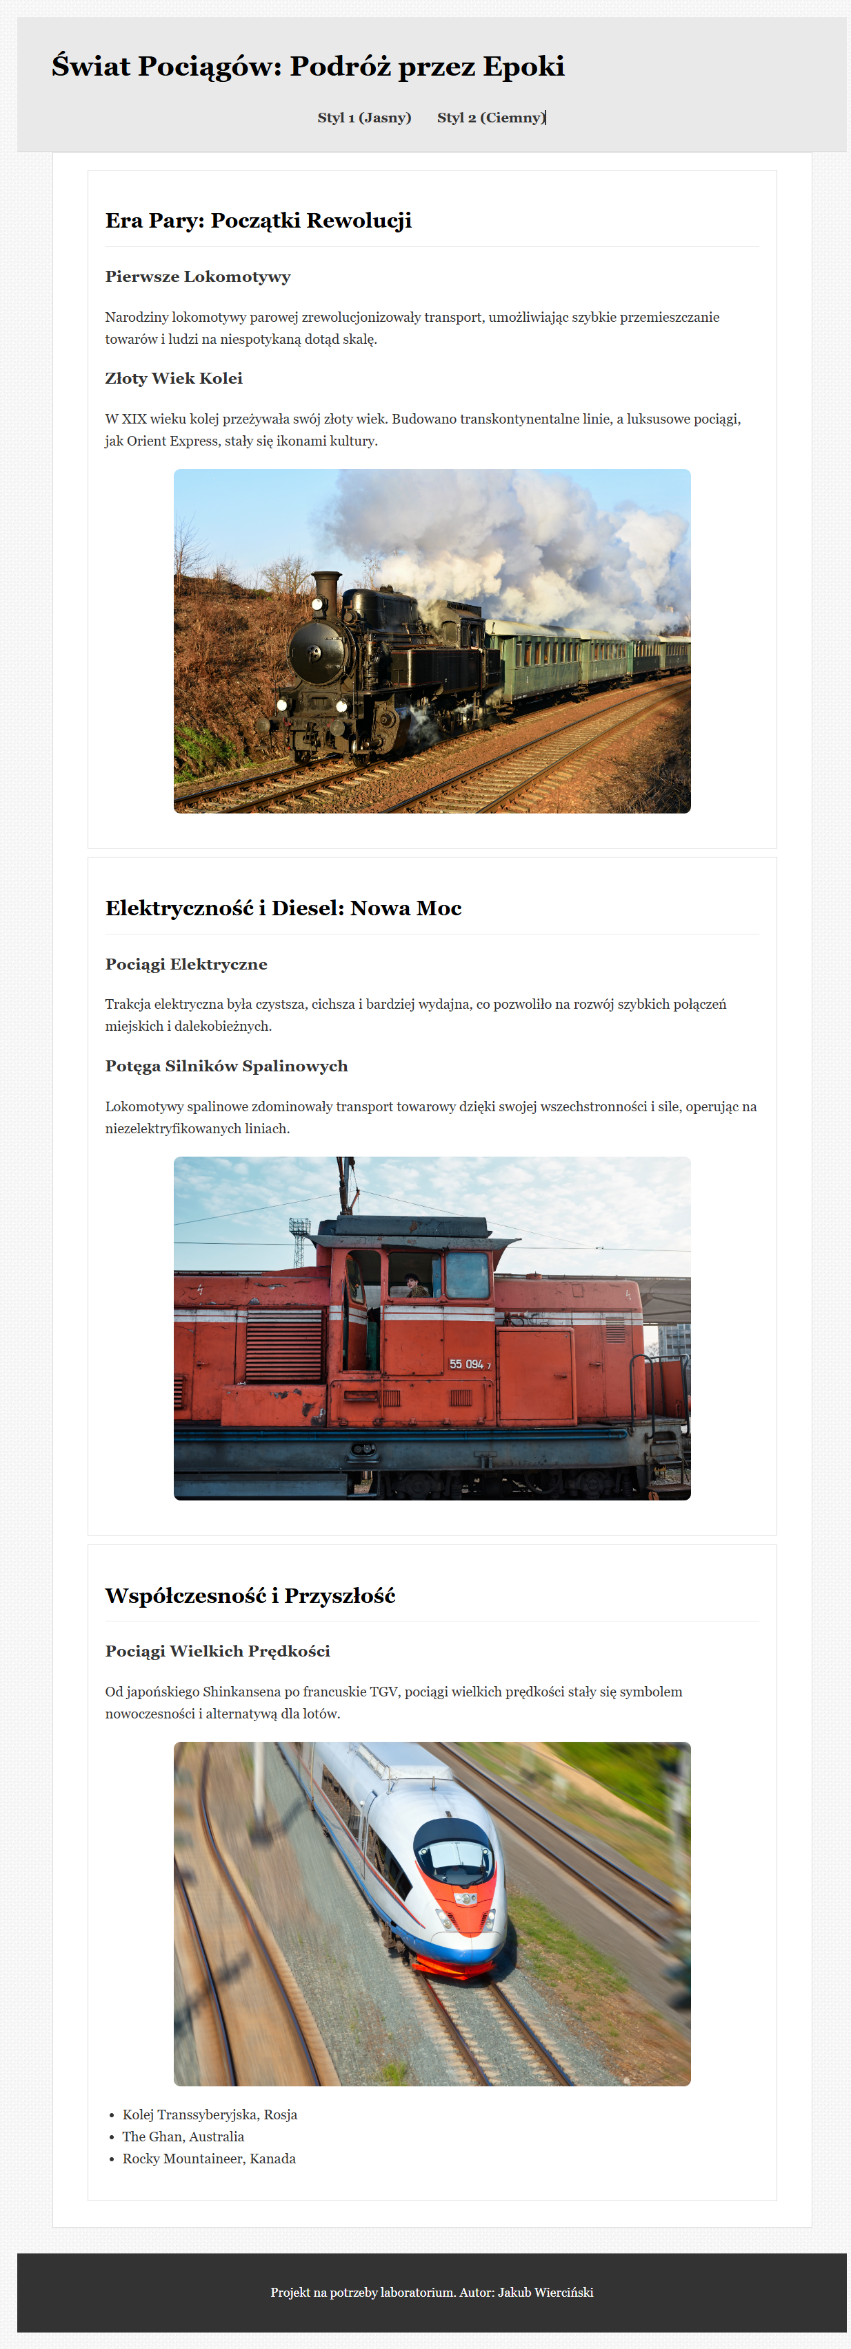 Świat Pociągów: Podróż przez Epoki
Styl 1 (Jasny) Styl 2 (Ciemny)
Era Pary: Początki Rewolucji
Pierwsze Lokomotywy
Narodziny lokomotywy parowej zrewolucjonizowały transport, umożliwiając szybkie przemieszczanie
towarów i ludzi na niespotykaną dotąd skalę.
Złoty Wiek Kolei
W XIX wieku kolej przeżywała swój złoty wiek. Budowano transkontynentalne linie, a luksusowe pociągi,
jak Orient Express, stały się ikonami kultury.
Elektryczność i Diesel: Nowa Moc
Pociągi Elektryczne
Trakcja elektryczna była czystsza, cichsza i bardziej wydajna, co pozwoliło na rozwój szybkich połączeń
miejskich i dalekobieżnych.
Potęga Silników Spalinowych
Lokomotywy spalinowe zdominowały transport towarowy dzięki swojej wszechstronności i sile, operując na
niezelektryfikowanych liniach.
55 094 7
Współczesność i Przyszłość
Pociągi Wielkich Prędkości
Od japońskiego Shinkansena po francuskie TGV, pociągi wielkich prędkości stały się symbolem
nowoczesności i alternatywą dla lotów.
• Kolej Transsyberyjska, Rosja
• The Ghan, Australia
• Rocky Mountaineer, Kanada
Projekt na potrzeby laboratorium. Autor: Jakub Wierciński